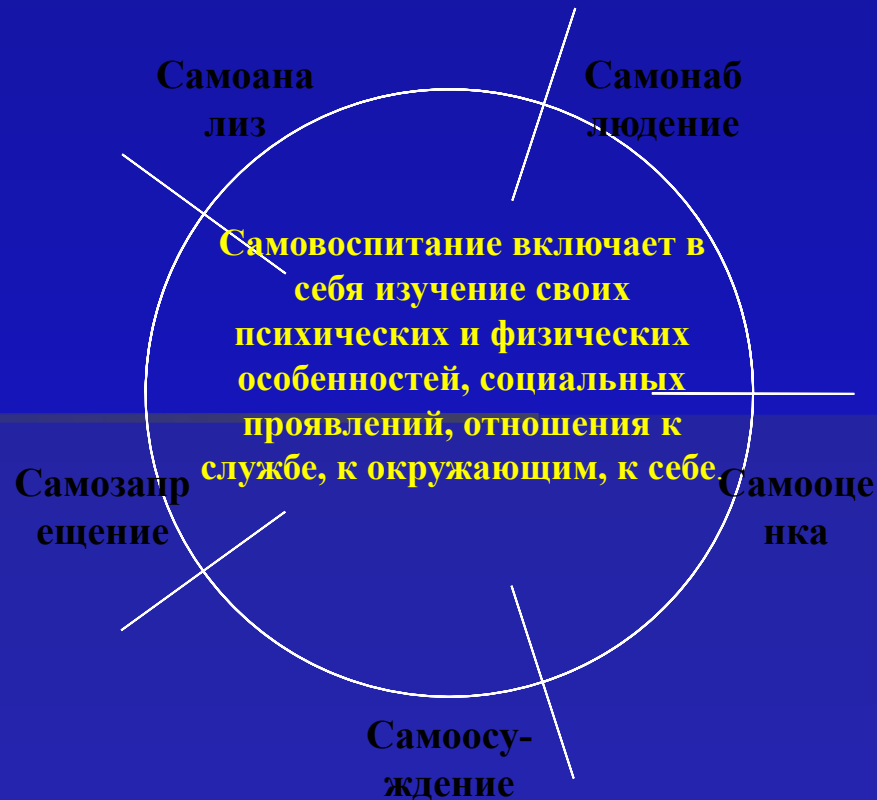 Самоана
лиз
Самонаб
людение
Самовоспитание включает в
себя изучение своих
психических и физических
особенностей, социальных
проявлений, отношения к
службе, к окружающим, к себе.
Самозапр
ещение
Самооце
нка
Самоосу-
ждение